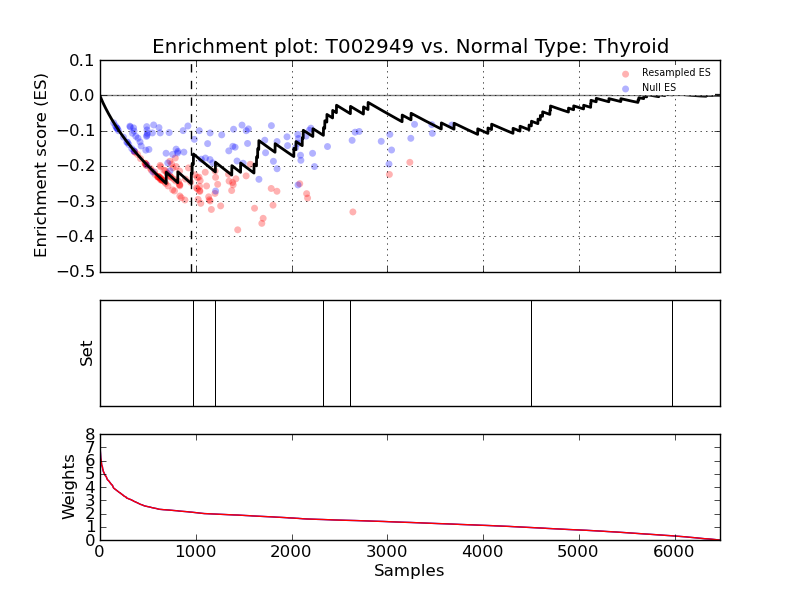 Enrichment plot: T002949 vs. Normal Type: Thyroid
Enrichment score (ES)
0.1
0.0
−0.1
−0.2
−0.3
−0.4
−0.5
Resampled ES
Null ES
Set
Weights
8
7
6
5
4
3
2
1
0
0 1000 2000 3000 4000 5000 6000
Samples